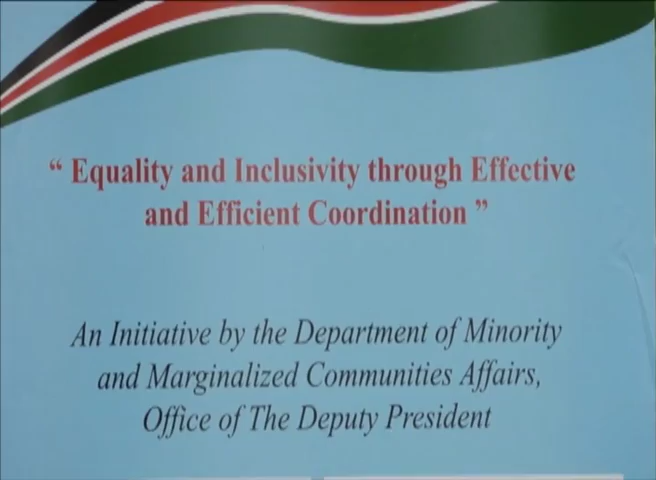 “ Equality and Inclusivity through Effective
and Efficient Coordination ”
An Initiative by the Department of Minority
and Marginalized Communities Affairs,
Office of The Deputy President